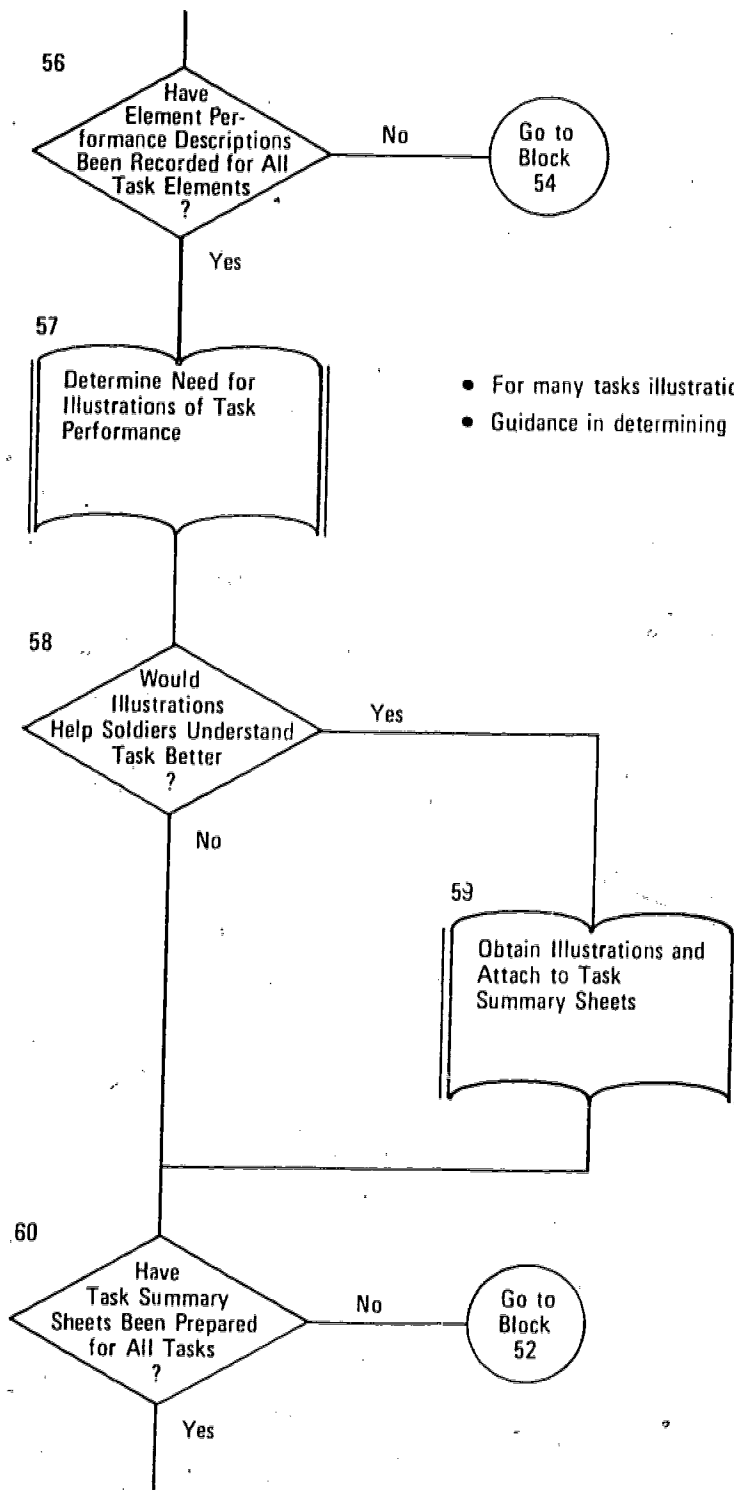 56
Have
Element Per-
formance Descriptions
Been Recorded for All
Task Elements
?
No
Go to
Block
54
Yes
57
Determine Need for
Illustrations of Task
Performance
• For many tasks
• Guidance in determining
58
Would
Illustrations
Help Soldiers Understand
Task Better
?
Yes
No
59
Obtain Illustrations and
Attach to Task
Summary Sheets
60
Have
Task Summary
Sheets Been Prepared
for All Tasks
?
No
Go to
Block
52
Yes